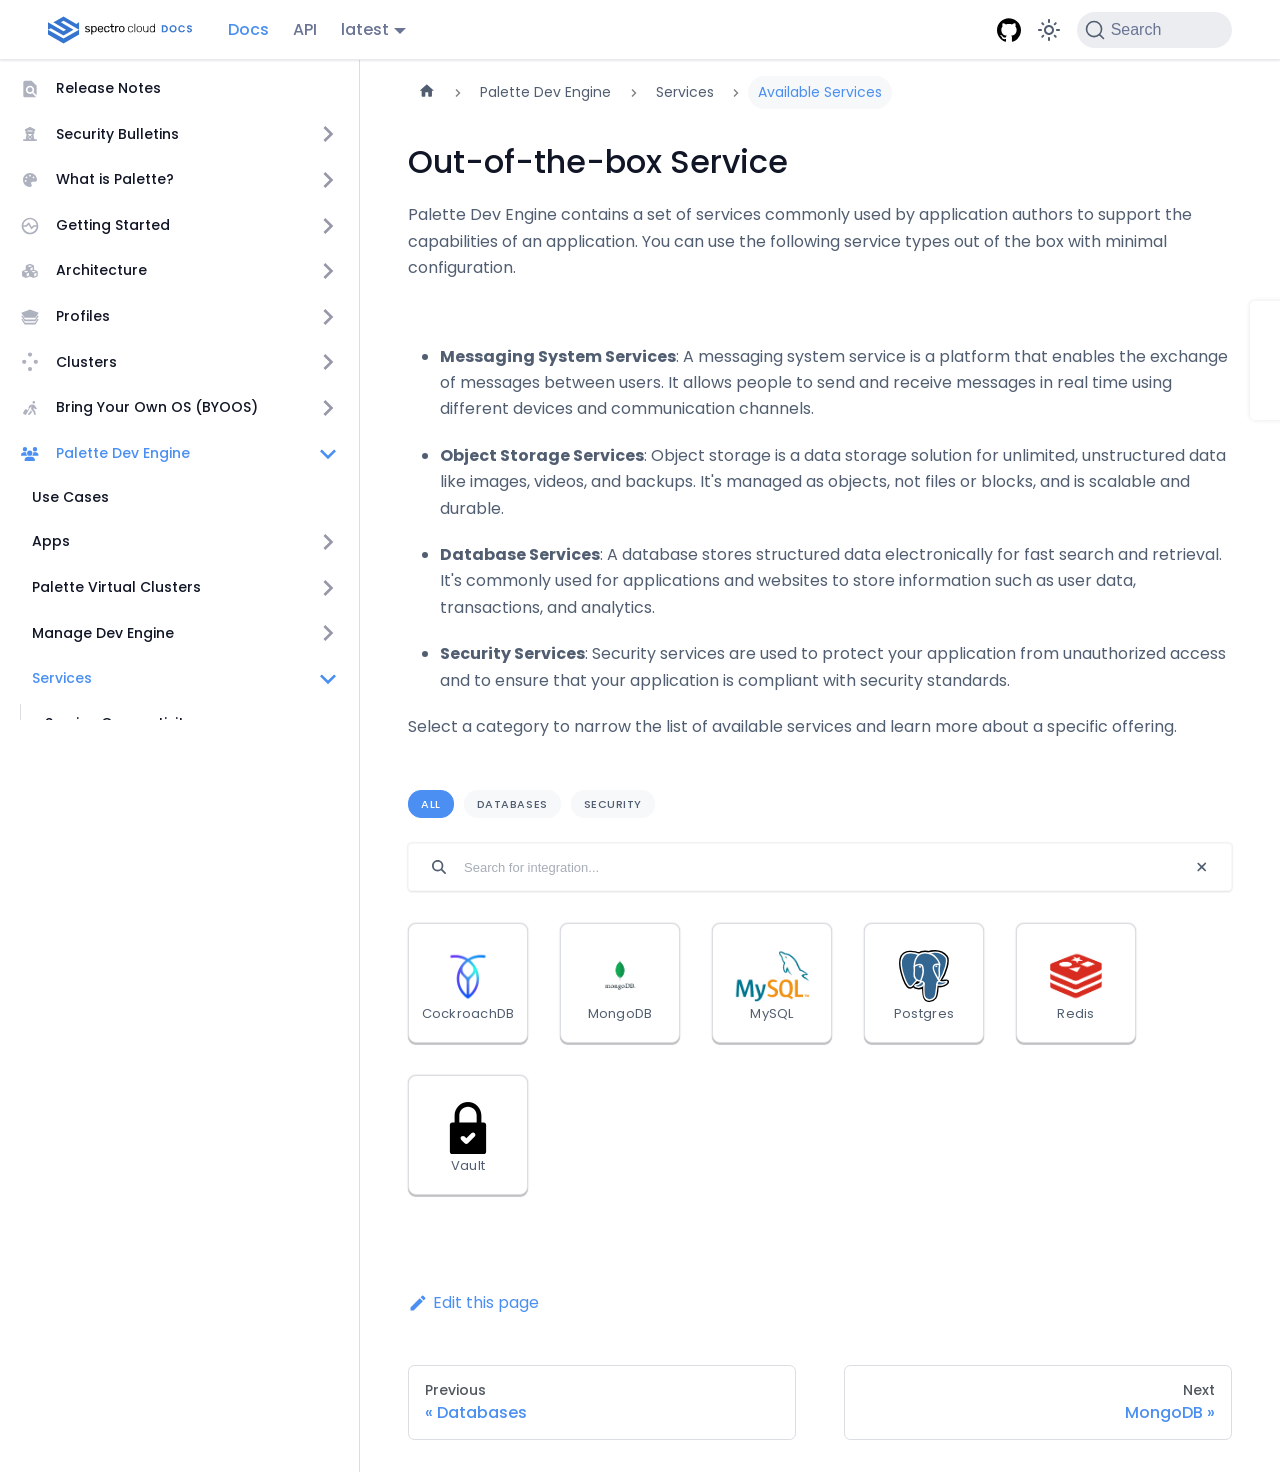 spectro cloud DOCS
Docs
API
latest
Search
Release Notes
Security Bulletins
What is Palette?
Getting Started
Architecture
Profiles
Clusters
Bring Your Own OS (BYOOS)
Palette Dev Engine
Use Cases
Apps
Palette Virtual Clusters
Manage Dev Engine
Services
Palette Dev Engine
Services
Available Services
Out-of-the-box Service
Palette Dev Engine contains a set of services commonly used by application authors to support the
capabilities of an application. You can use the following service types out of the box with minimal
configuration.
Messaging System Services: A messaging system service is a platform that enables the exchange
of messages between users. It allows people to send and receive messages in real time using
different devices and communication channels.
Object Storage Services: Object storage is a data storage solution for unlimited, unstructured data
like images, videos, and backups. It's managed as objects, not files or blocks, and is scalable and
durable.
Database Services: A database stores structured data electronically for fast search and retrieval.
It's commonly used for applications and websites to store information such as user data,
transactions, and analytics.
Security Services: Security services are used to protect your application from unauthorized access
and to ensure that your application is compliant with security standards.
Select a category to narrow the list of available services and learn more about a specific offering.
ALL
DATABASES
SECURITY
Search for integration...
CockroachDB
mongoDB
MongoDB
MySQL
MySQL
Postgres
Redis
Vault
Edit this page
Previous
« Databases
Next
MongoDB »